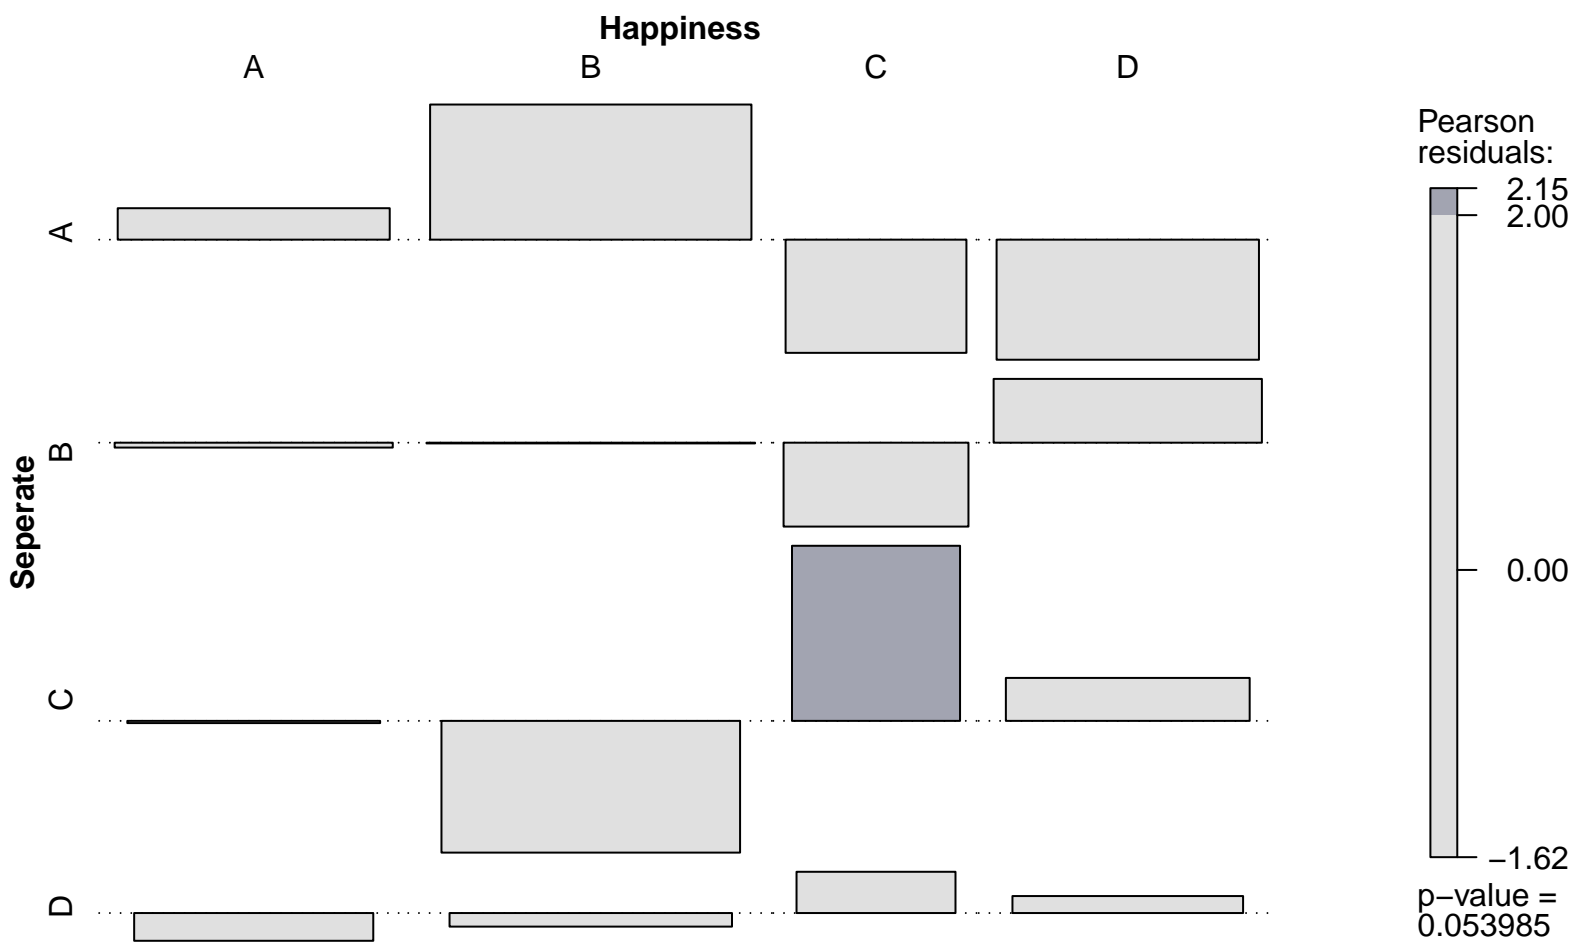 Happiness
A
B
C
D
Seperate
A
B
C
D
Pearson
residuals:
2.15
2.00
0.00
−1.62
p−value =
0.053985